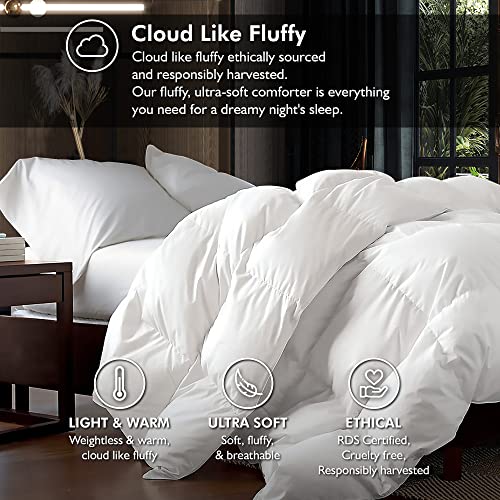 Cloud Like Fluffy
Cloud like fluffy ethically sourced
and responsibly harvested.
Our fluffy, ultra-soft comforter is everything
you need for a dreamy night's sleep.
LIGHT & WARM
Weightless & warm,
cloud like fluffy
ULTRA SOFT
Soft, fluffy,
& breathable
ETHICAL
RDS Certified,
Cruelty free,
Responsibly harvested